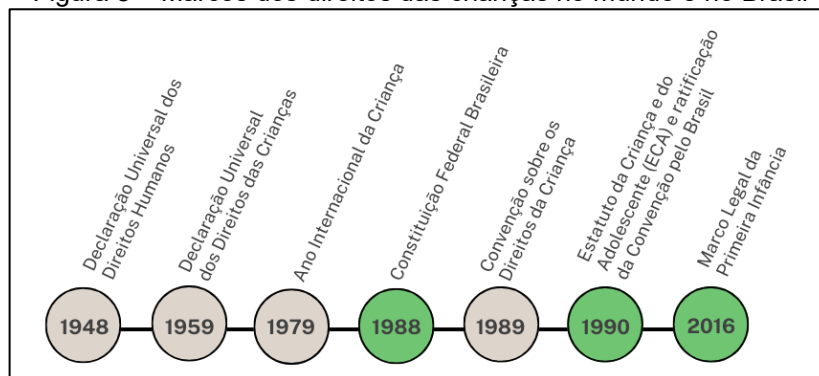 Figura 3 – Marcos dos direitos das crianças no mundo e no Brasil
Declaração Universal dos
Direitos Humanos
Declaração Universal
dos Direitos das Crianças
Ano Internacional da Criança
Constituição Federal Brasileira
Convenção sobre os
Direitos da Criança
Estatuto da Criança e do
Adolescente (ECA) e ratificação
da Convenção pelo Brasil
Marco Legal da
Primeira Infância
1948
1959
1979
1988
1989
1990
2016